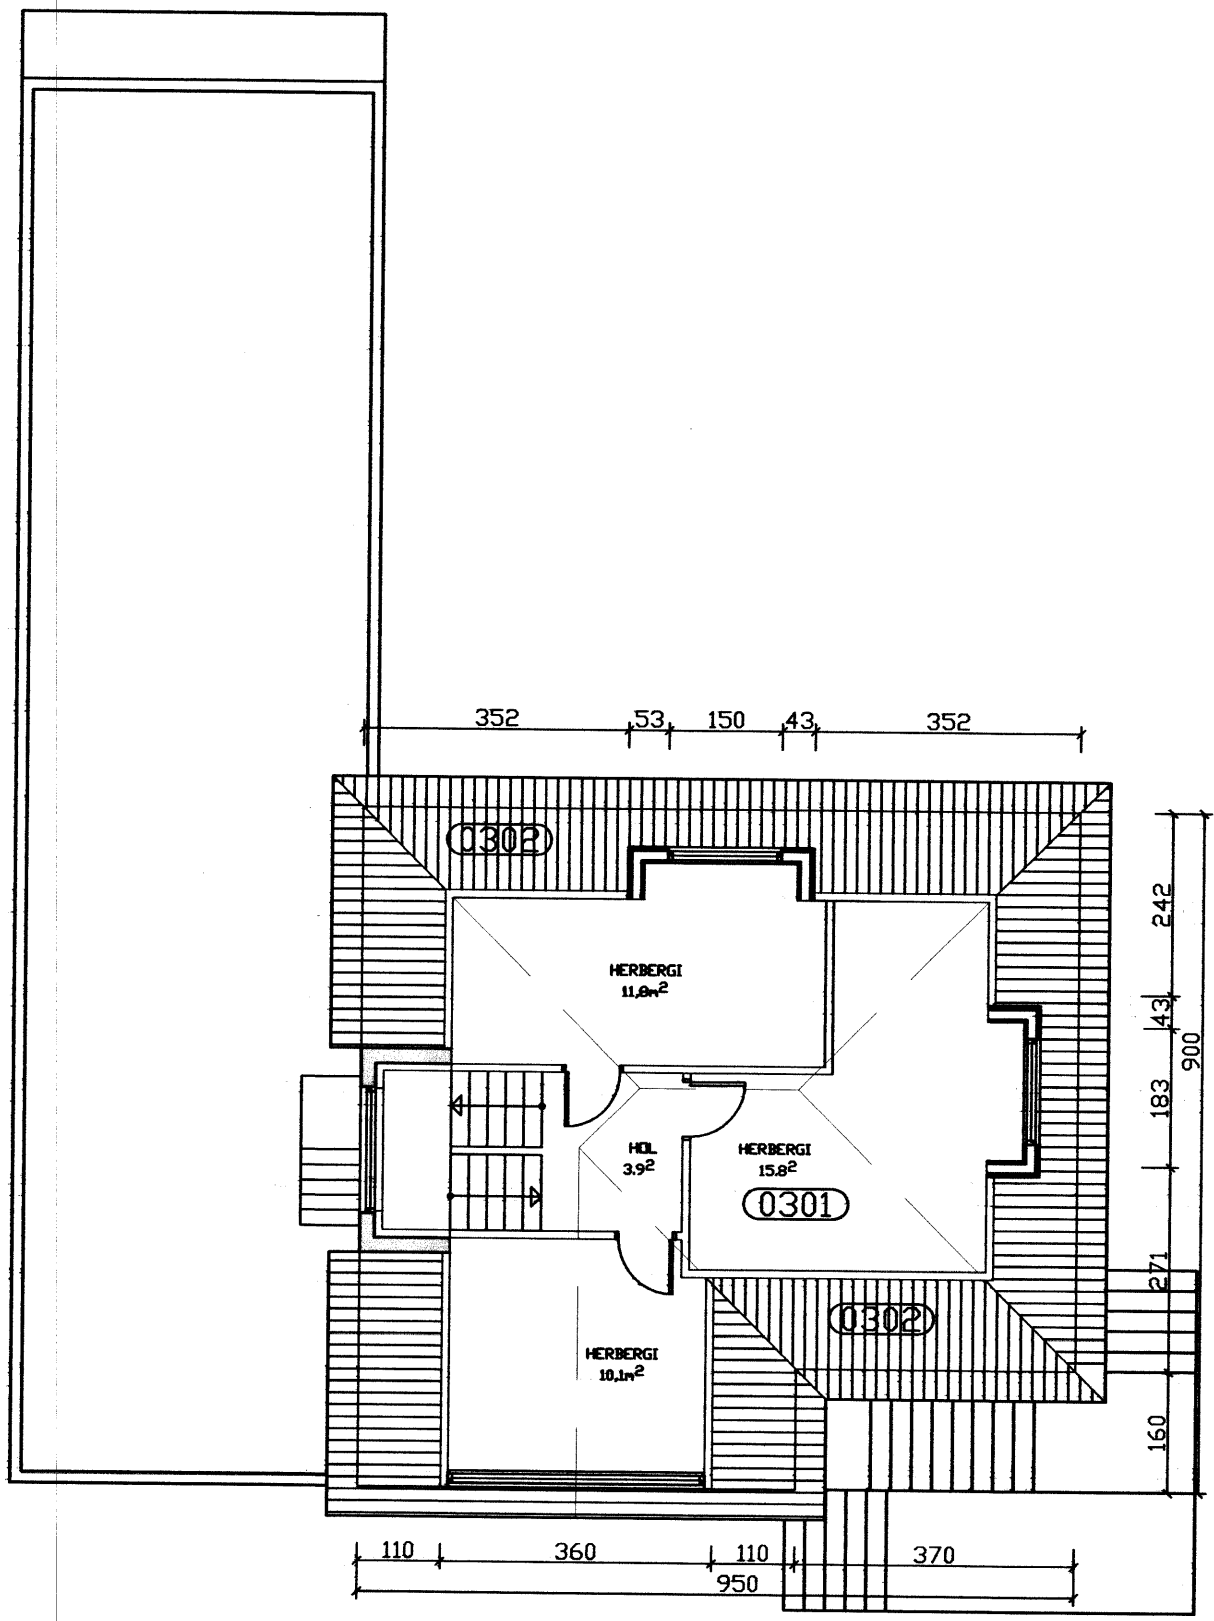 352 53 150 43 352
0302
242
43
900
183
HERBERGI
11,8m²
HOL
3.9²
HERBERGI
15.8²
0301
271
0302
HERBERGI
10,1m²
160
110 360 110 370
950